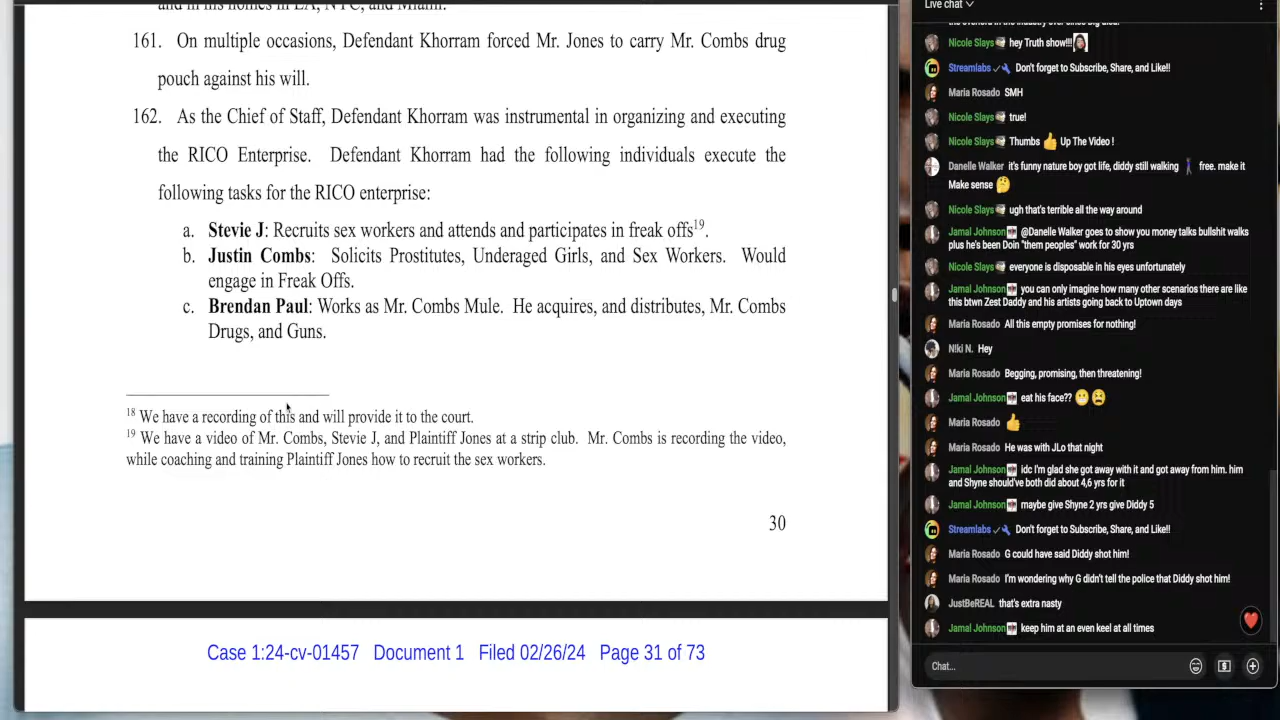 and in his homes in LA, NYC, and Miami.
161. On multiple occasions, Defendant Khorram forced Mr. Jones to carry Mr. Combs drug
pouch against his will.
162. As the Chief of Staff, Defendant Khorram was instrumental in organizing and executing
the RICO Enterprise. Defendant Khorram had the following individuals execute the
following tasks for the RICO enterprise:
a. Stevie J: Recruits sex workers and attends and participates in freak offs19.
b. Justin Combs: Solicits Prostitutes, Underaged Girls, and Sex Workers. Would
engage in Freak Offs.
c. Brendan Paul: Works as Mr. Combs Mule. He acquires, and distributes, Mr. Combs
Drugs, and Guns.
18 We have a recording of this and will provide it to the court.
19 We have a video of Mr. Combs, Stevie J, and Plaintiff Jones at a strip club. Mr. Combs is recording the video,
while coaching and training Plaintiff Jones how to recruit the sex workers.
30
Case 1:24-cv-01457 Document 1 Filed 02/26/24 Page 31 of 73
Live chat
Nicole Slays hey Truth show!!!
Streamlabs Don't forget to Subscribe, Share, and Like!!
Maria Rosado SMH
Nicole Slays true!
Nicole Slays Thumbs 👍 Up The Video !
Danelle Walker it's funny nature boy got life, diddy still walking 🚶 free. make it
Make sense 🤔
Nicole Slays ugh that's terrible all the way around
Jamal Johnson @Danelle Walker goes to show you money talks bullshit walks
plus he's been Doin "them peoples" work for 30 yrs
Nicole Slays everyone is disposable in his eyes unfortunately
Jamal Johnson you can only imagine how many other scenarios there are like
this btwn Zest Daddy and his artists going back to Uptown days
Maria Rosado All this empty promises for nothing!
N!ki N. Hey
Maria Rosado Begging, promising, then threatening!
Jamal Johnson eat his face?? 😬😫
Maria Rosado 👍
Maria Rosado He was with JLo that night
Jamal Johnson idc I'm glad she got away with it and got away from him. him
and Shyne should've both did about 4,6 yrs for it
Jamal Johnson maybe give Shyne 2 yrs give Diddy 5
Streamlabs Don't forget to Subscribe, Share, and Like!!
Maria Rosado G could have said Diddy shot him!
Maria Rosado I'm wondering why G didn't tell the police that Diddy shot him!
JustBeREAL that's extra nasty
Jamal Johnson keep him at an even keel at all times
Chat...